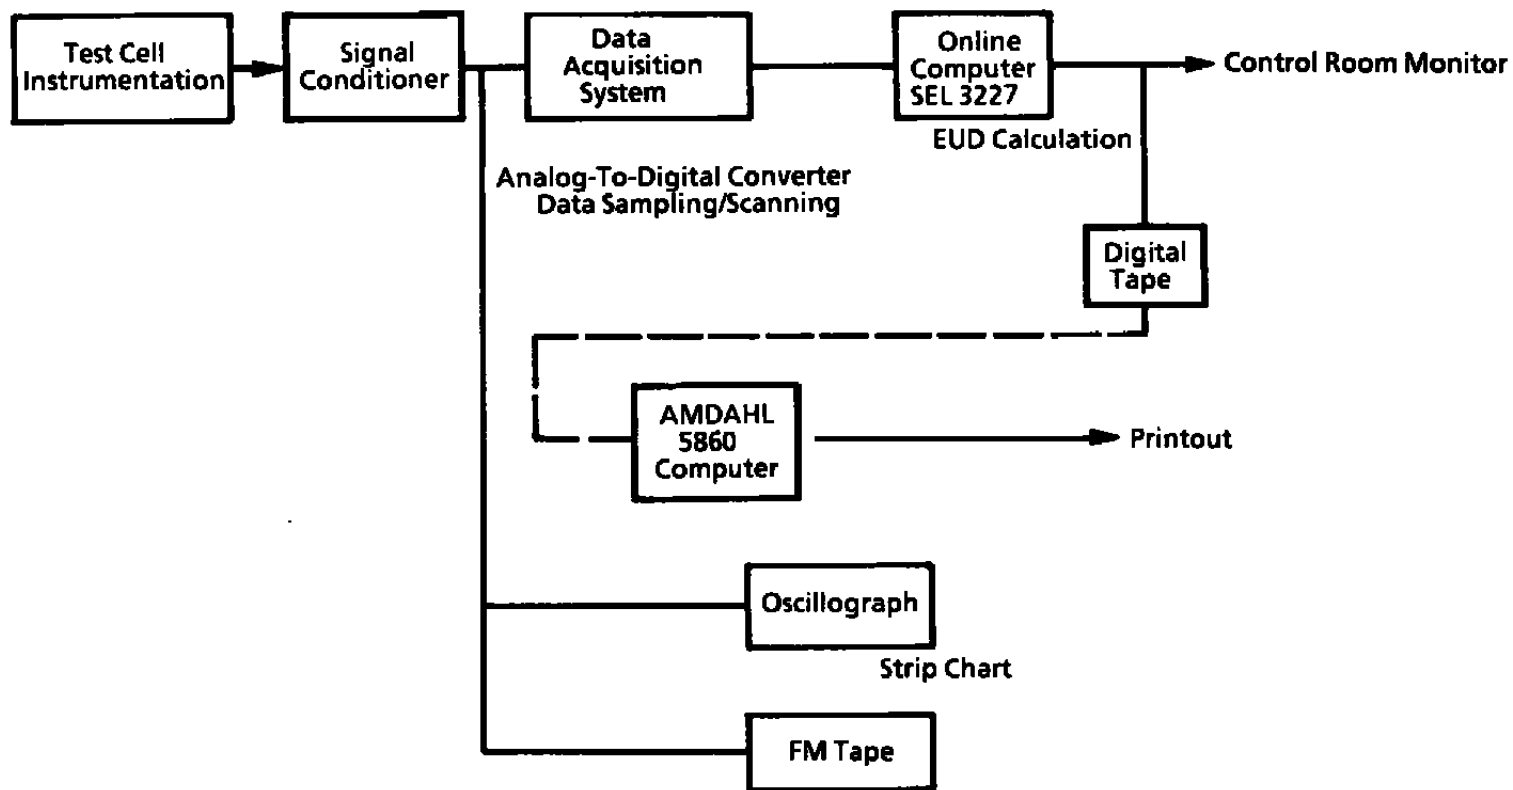 Test Cell
Instrumentation
Signal
Conditioner
Data
Acquisition
System
Online
Computer
SEL 3227
Control Room Monitor
EUD Calculation
Analog-To-Digital Converter
Data Sampling/Scanning
Digital
Tape
AMDAHL
5860
Computer
Printout
Oscillograph
Strip Chart
FM Tape